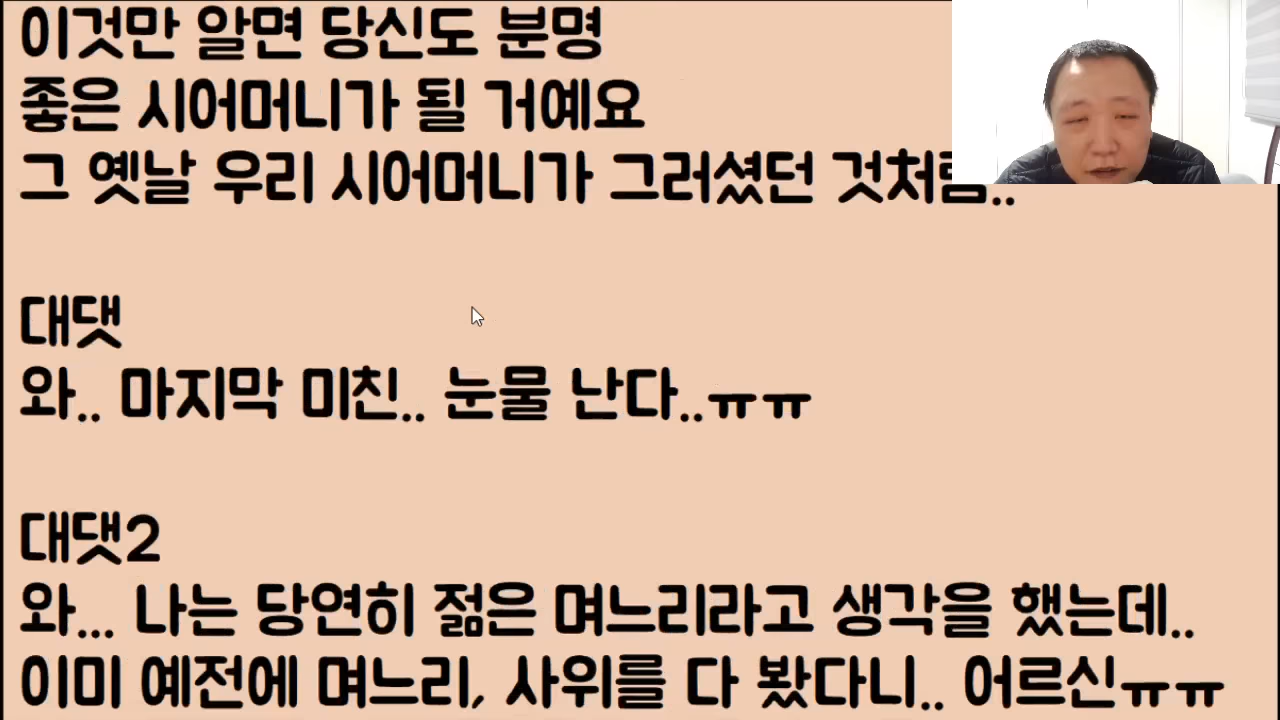 이것만 알면 당신도 분명
좋은 시어머니가 될 거예요
그 옛날 우리 시어머니가 그러셨던 것처럼..
대댓
와.. 마지막 미친.. 눈물 난다..ㅠㅠ
대댓2
와... 나는 당연히 젊은 며느리라고 생각을 했는데..
이미 예전에 며느리, 사위를 다 봤다니.. 어르신ㅠㅠ